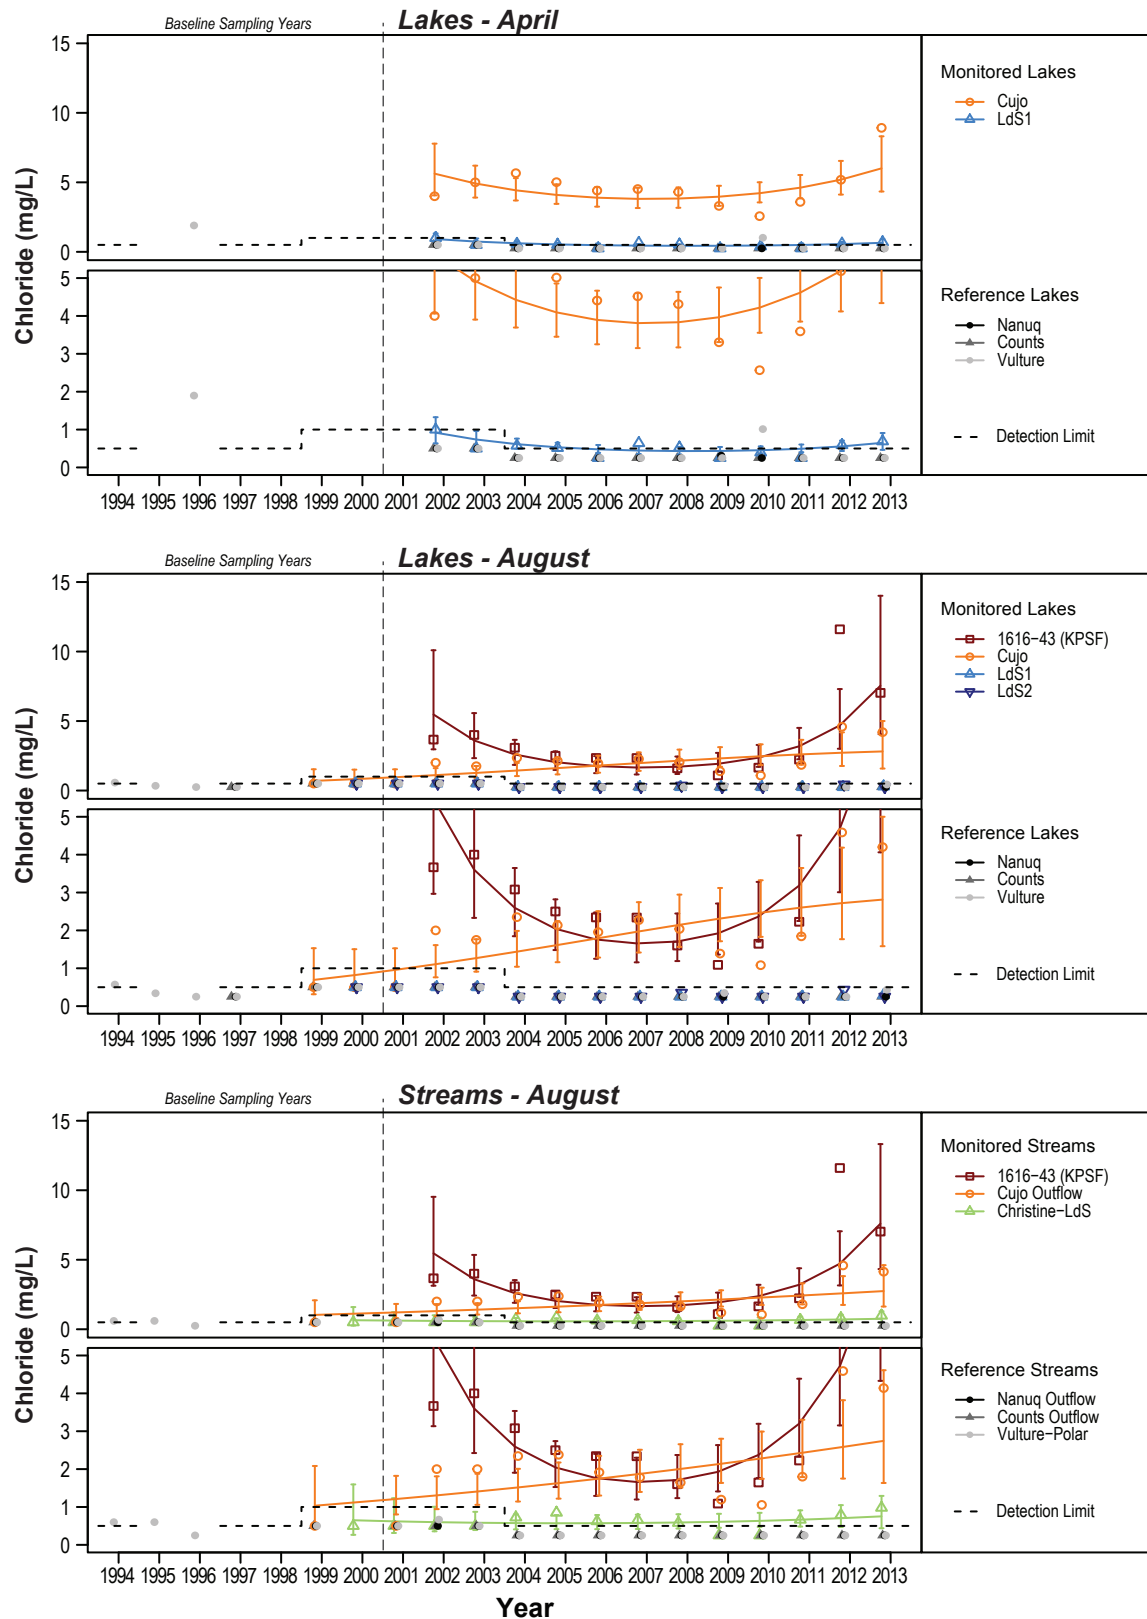 Baseline Sampling Years
Lakes - April
Chloride (mg/L)
15
10
5
0
5
4
3
2
1
0
1994 1995 1996 1997 1998 1999 2000 2001 2002 2003 2004 2005 2006 2007 2008 2009 2010 2011 2012 2013
Monitored Lakes
Cujo
LdS1
Reference Lakes
Nanuq
Counts
Vulture
Detection Limit
Baseline Sampling Years
Lakes - August
Chloride (mg/L)
15
10
5
0
5
4
3
2
1
0
1994 1995 1996 1997 1998 1999 2000 2001 2002 2003 2004 2005 2006 2007 2008 2009 2010 2011 2012 2013
Monitored Lakes
1616−43 (KPSF)
Cujo
LdS1
LdS2
Reference Lakes
Nanuq
Counts
Vulture
Detection Limit
Baseline Sampling Years
Streams - August
Chloride (mg/L)
15
10
5
0
5
4
3
2
1
0
1994 1995 1996 1997 1998 1999 2000 2001 2002 2003 2004 2005 2006 2007 2008 2009 2010 2011 2012 2013
Year
Monitored Streams
1616−43 (KPSF)
Cujo Outflow
Christine−LdS
Reference Streams
Nanuq Outflow
Counts Outflow
Vulture−Polar
Detection Limit